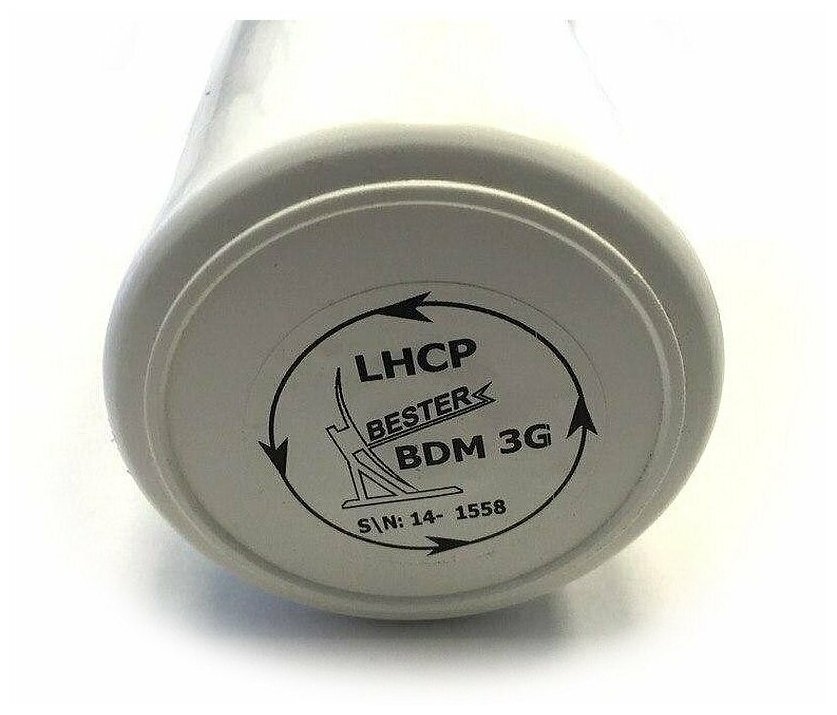 LHCP
BESTER
BDM 3G
S\N: 14- 1558